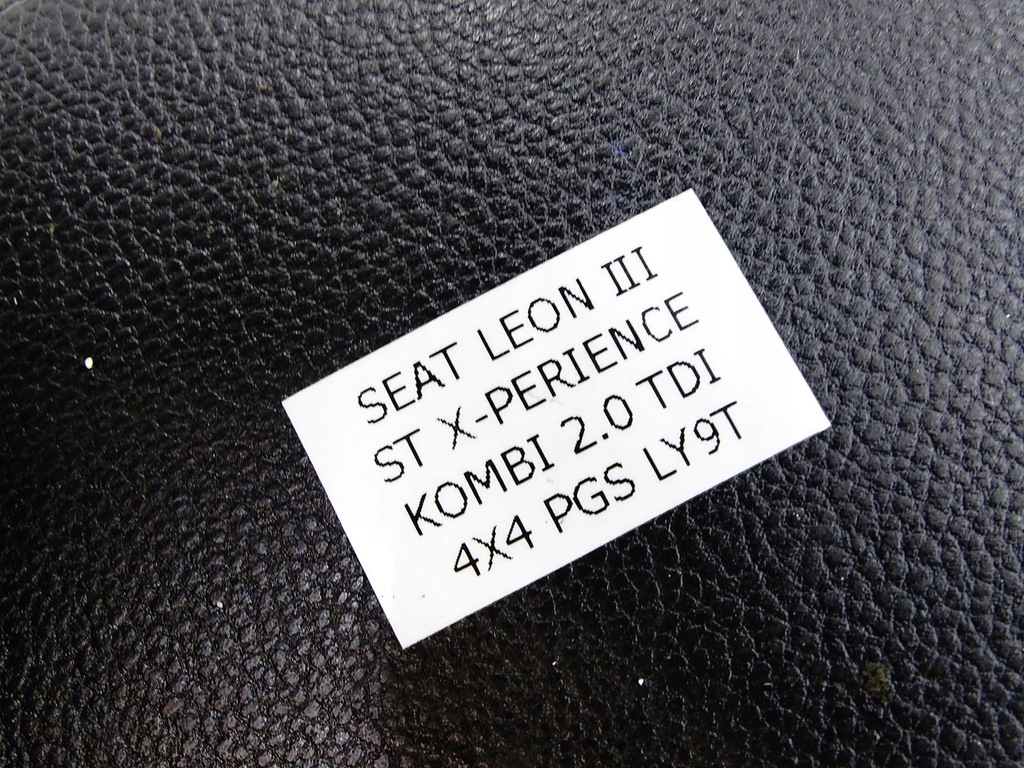 SEAT LEON III
ST X-PERIENCE
KOMBI 2.0 TDI
4X4 PGS LY9T